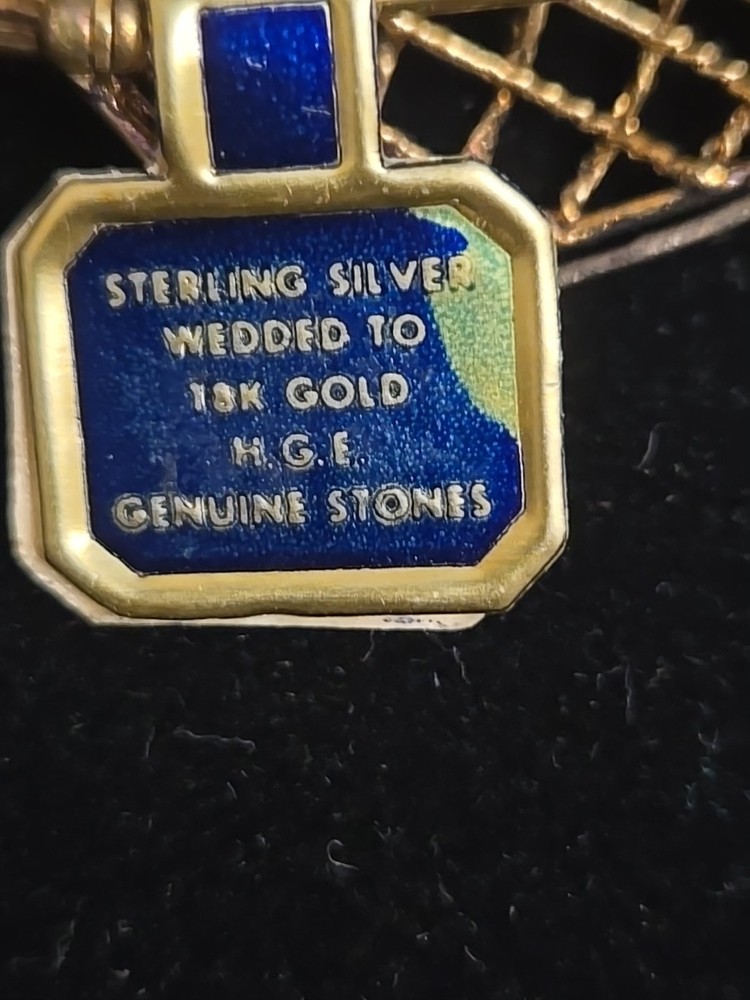 STERLING SILVER
WEDDED TO
18K GOLD
H.G.E.
GENUINE STONES